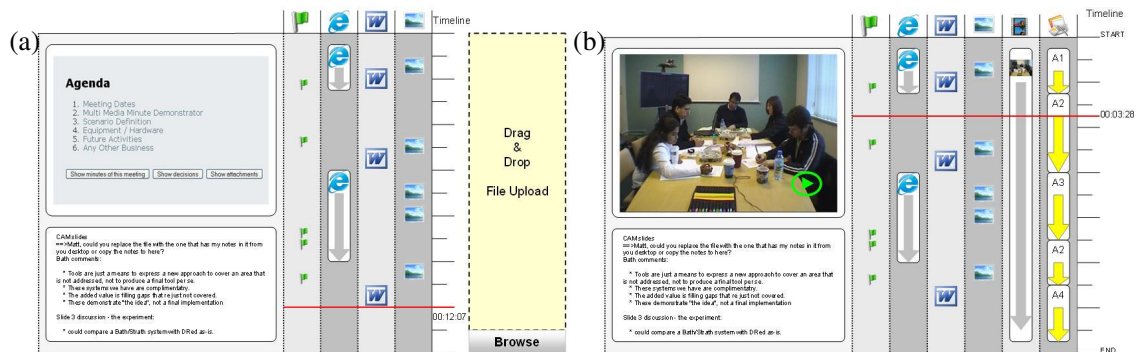 (a)
Timeline
Agenda
1. Meeting Dates
2. Multi Media Minute Demonstrator
3. Scenario Definition
4. Equipment / Hardware
5. Future Activities
6. Any Other Business
Show minutes of this meeting Show decisions Show attachments
CAM slides
==>Matt, could you replace the file with the one that has my notes in it from
you desktop or copy the notes to here?
Bath comments:
* Tools are just a means to express a new approach to cover an area that
is not addressed, not to produce a final tool per se.
* These systems we have are complimentatry.
* The added value is filling gaps that re just not covered.
* These demonstrate "the idea", not a final implementation
Slide 3 discussion - the experiment:
* could compare a Bath/Strath system with DRed as-is.
00:12:07
Drag
&
Drop
File Upload
Browse
(b)
Timeline
START
00:03:28
END
A1
A2
A3
A2
A4
CAM slides
==>Matt, could you replace the file with the one that has my notes in it from
you desktop or copy the notes to here?
Bath comments:
* Tools are just a means to express a new approach to cover an area that
is not addressed, not to produce a final tool per se.
* These systems we have are complimentatry.
* The added value is filling gaps that re just not covered.
* These demonstrate "the idea", not a final implementation
Slide 3 discussion - the experiment:
* could compare a Bath/Strath system with DRed as-is.